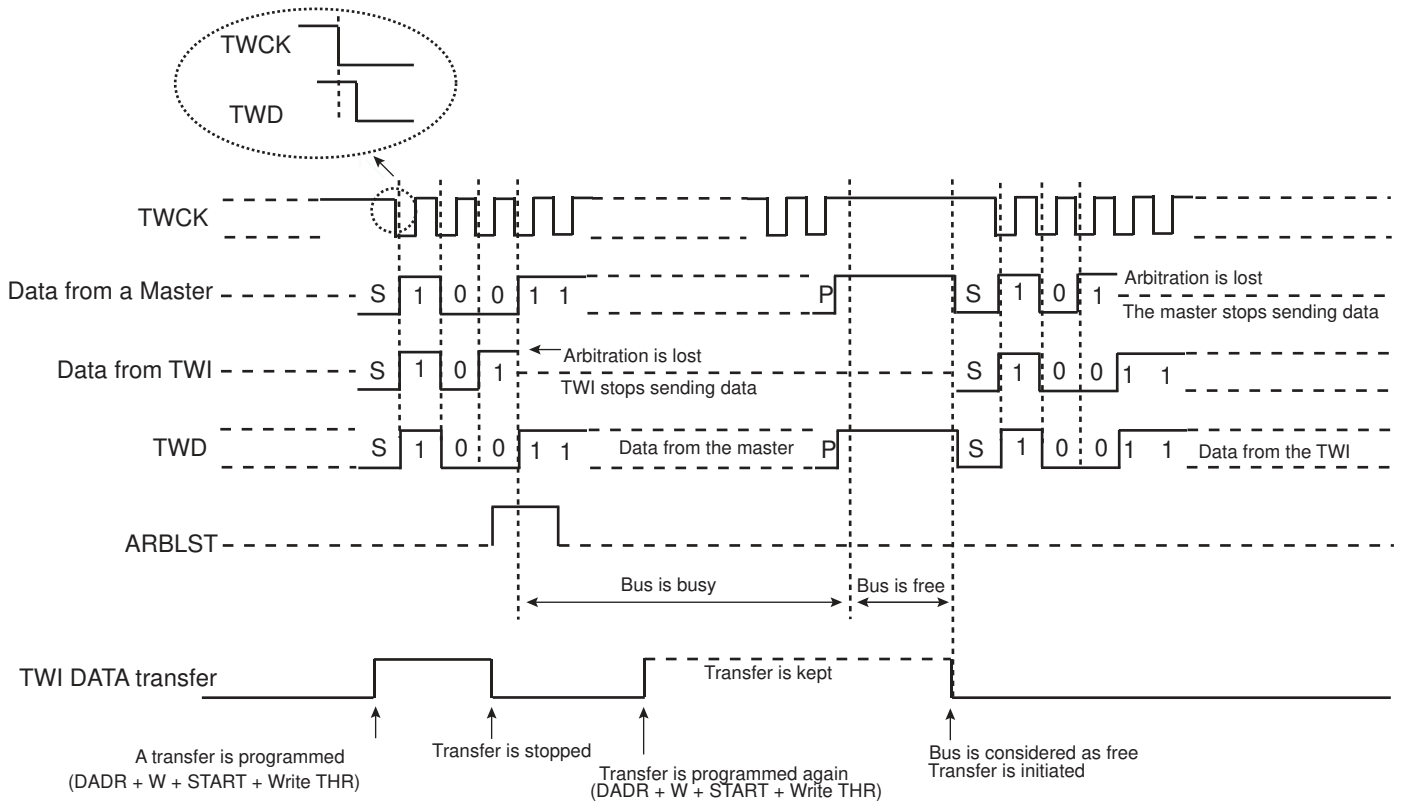 TWCK
TWD
TWCK
Data from a Master S 1 0 0 1 1 P S 1 0 1 Arbitration is lost
The master stops sending data
Data from TWI S 1 0 1 Arbitration is lost S 1 0 0 1 1
TWI stops sending data
TWD S 1 0 0 1 1 Data from the master P S 1 0 0 1 1 Data from the TWI
ARBLST
Bus is busy Bus is free
TWI DATA transfer Transfer is kept
A transfer is programmed
(DADR + W + START + Write THR)
Transfer is stopped
Transfer is programmed again
(DADR + W + START + Write THR)
Bus is considered as free
Transfer is initiated